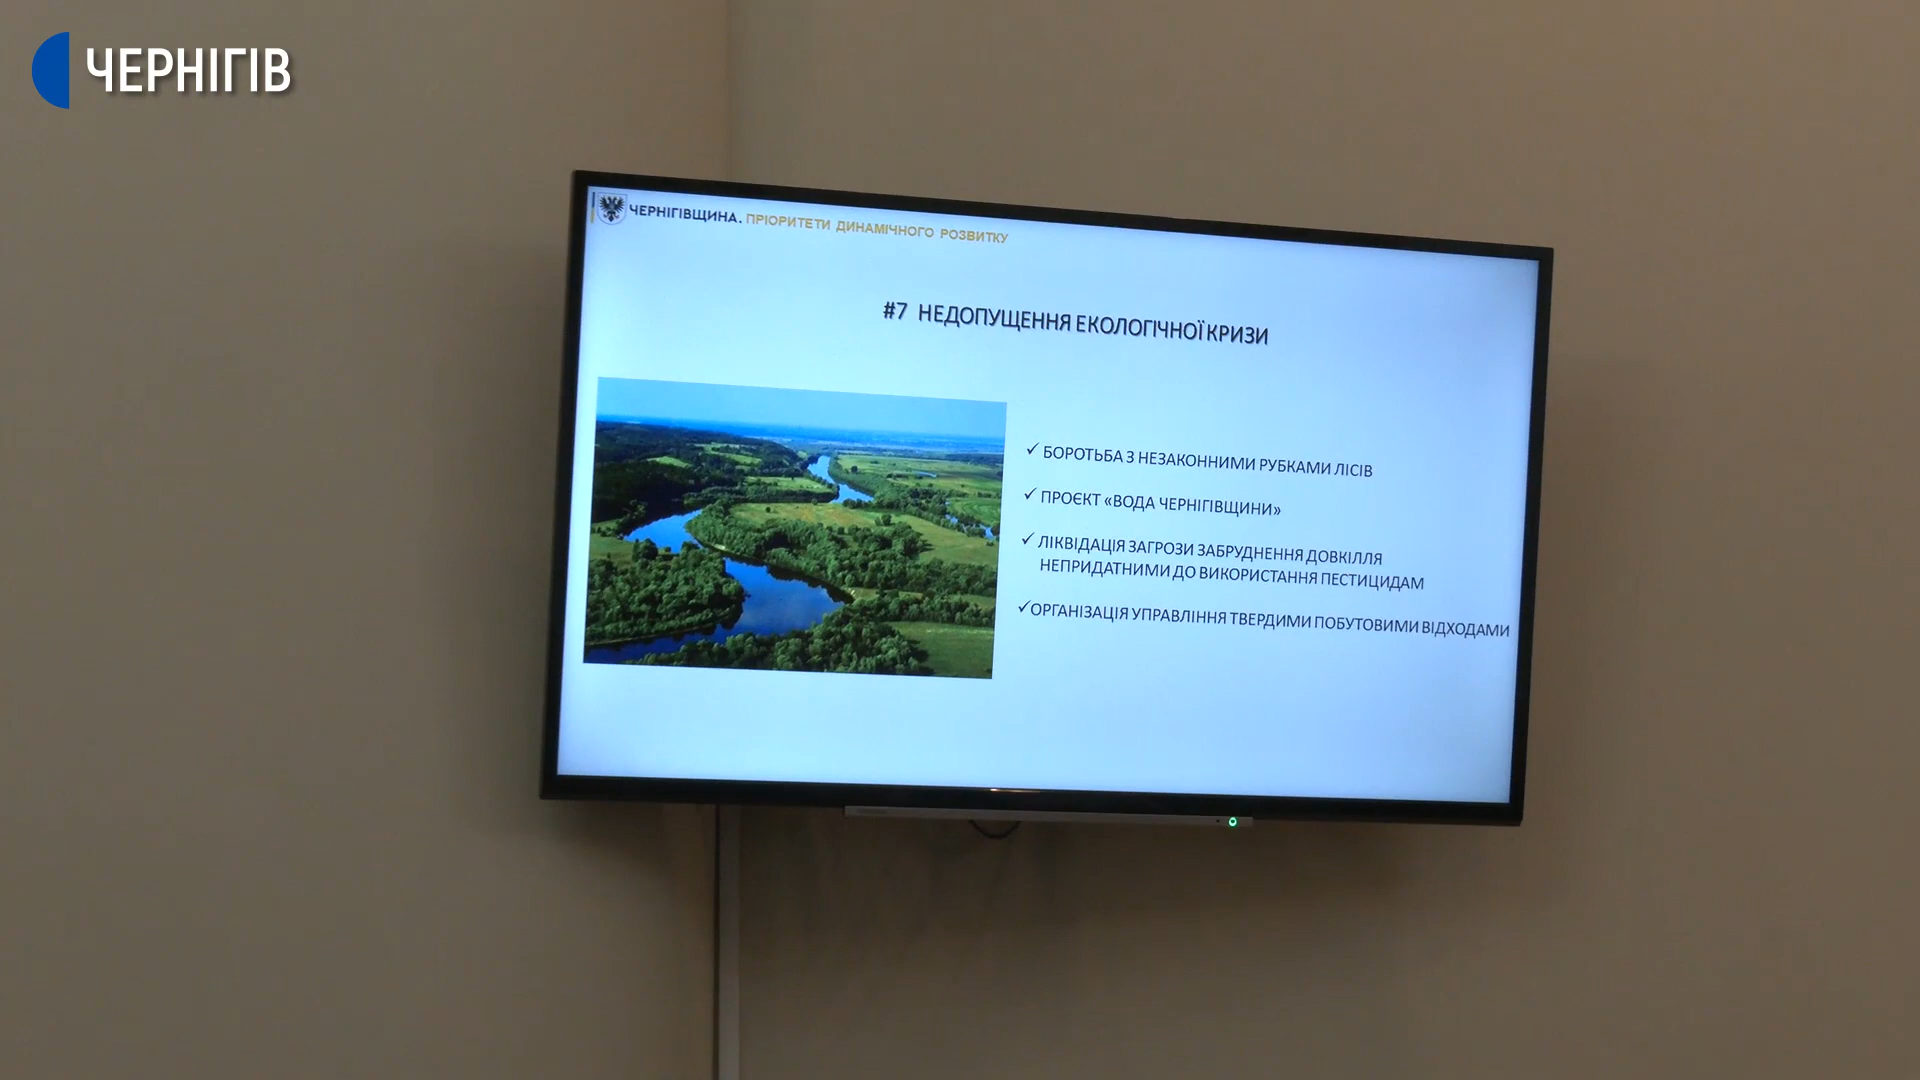 ЧЕРНІГІВ
ЧЕРНІГІВЩИНА. ПРІОРИТЕТИ ДИНАМІЧНОГО РОЗВИТКУ
#7 НЕДОПУЩЕННЯ ЕКОЛОГІЧНОЇ КРИЗИ
✓ БОРОТЬБА З НЕЗАКОННИМИ РУБКАМИ ЛІСІВ
✓ ПРОЄКТ «ВОДА ЧЕРНІГІВЩИНИ»
✓ ЛІКВІДАЦІЯ ЗАГРОЗИ ЗАБРУДНЕННЯ ДОВКІЛЛЯ
НЕПРИДАТНИМИ ДО ВИКОРИСТАННЯ ПЕСТИЦИДАМ
✓ ОРГАНІЗАЦІЯ УПРАВЛІННЯ ТВЕРДИМИ ПОБУТОВИМИ ВІДХОДАМИ